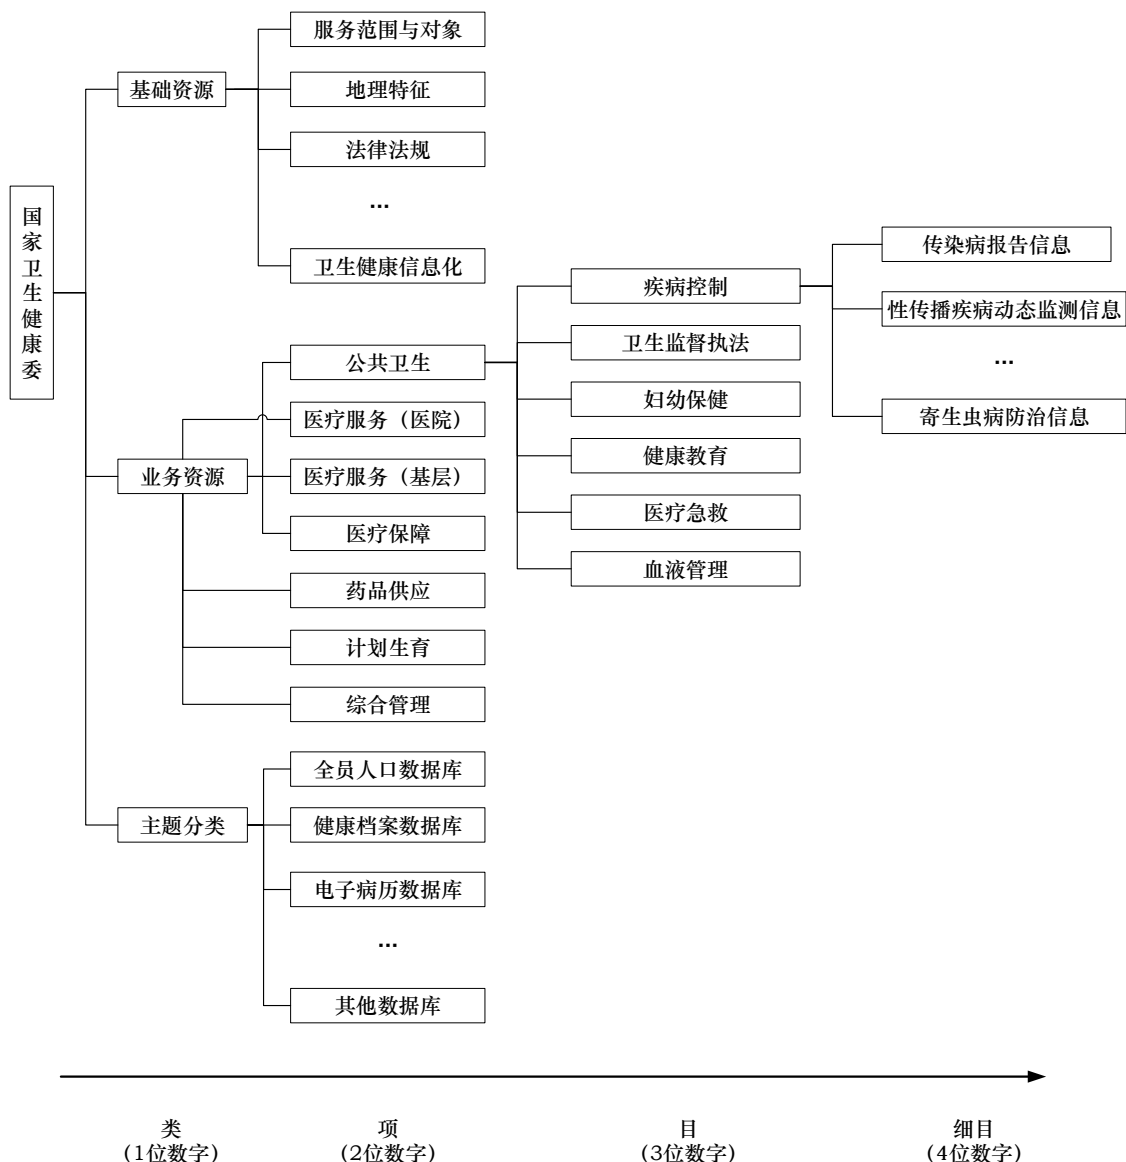 国家卫生健康委
基础资源
服务范围与对象
地理特征
法律法规
...
卫生健康信息化
业务资源
公共卫生
医疗服务（医院）
医疗服务（基层）
医疗保障
药品供应
计划生育
综合管理
疾病控制
卫生监督执法
妇幼保健
健康教育
医疗急救
血液管理
传染病报告信息
性传播疾病动态监测信息
...
寄生虫病防治信息
主题分类
全员人口数据库
健康档案数据库
电子病历数据库
...
其他数据库
类
(1位数字)
项
(2位数字)
目
(3位数字)
细目
(4位数字)